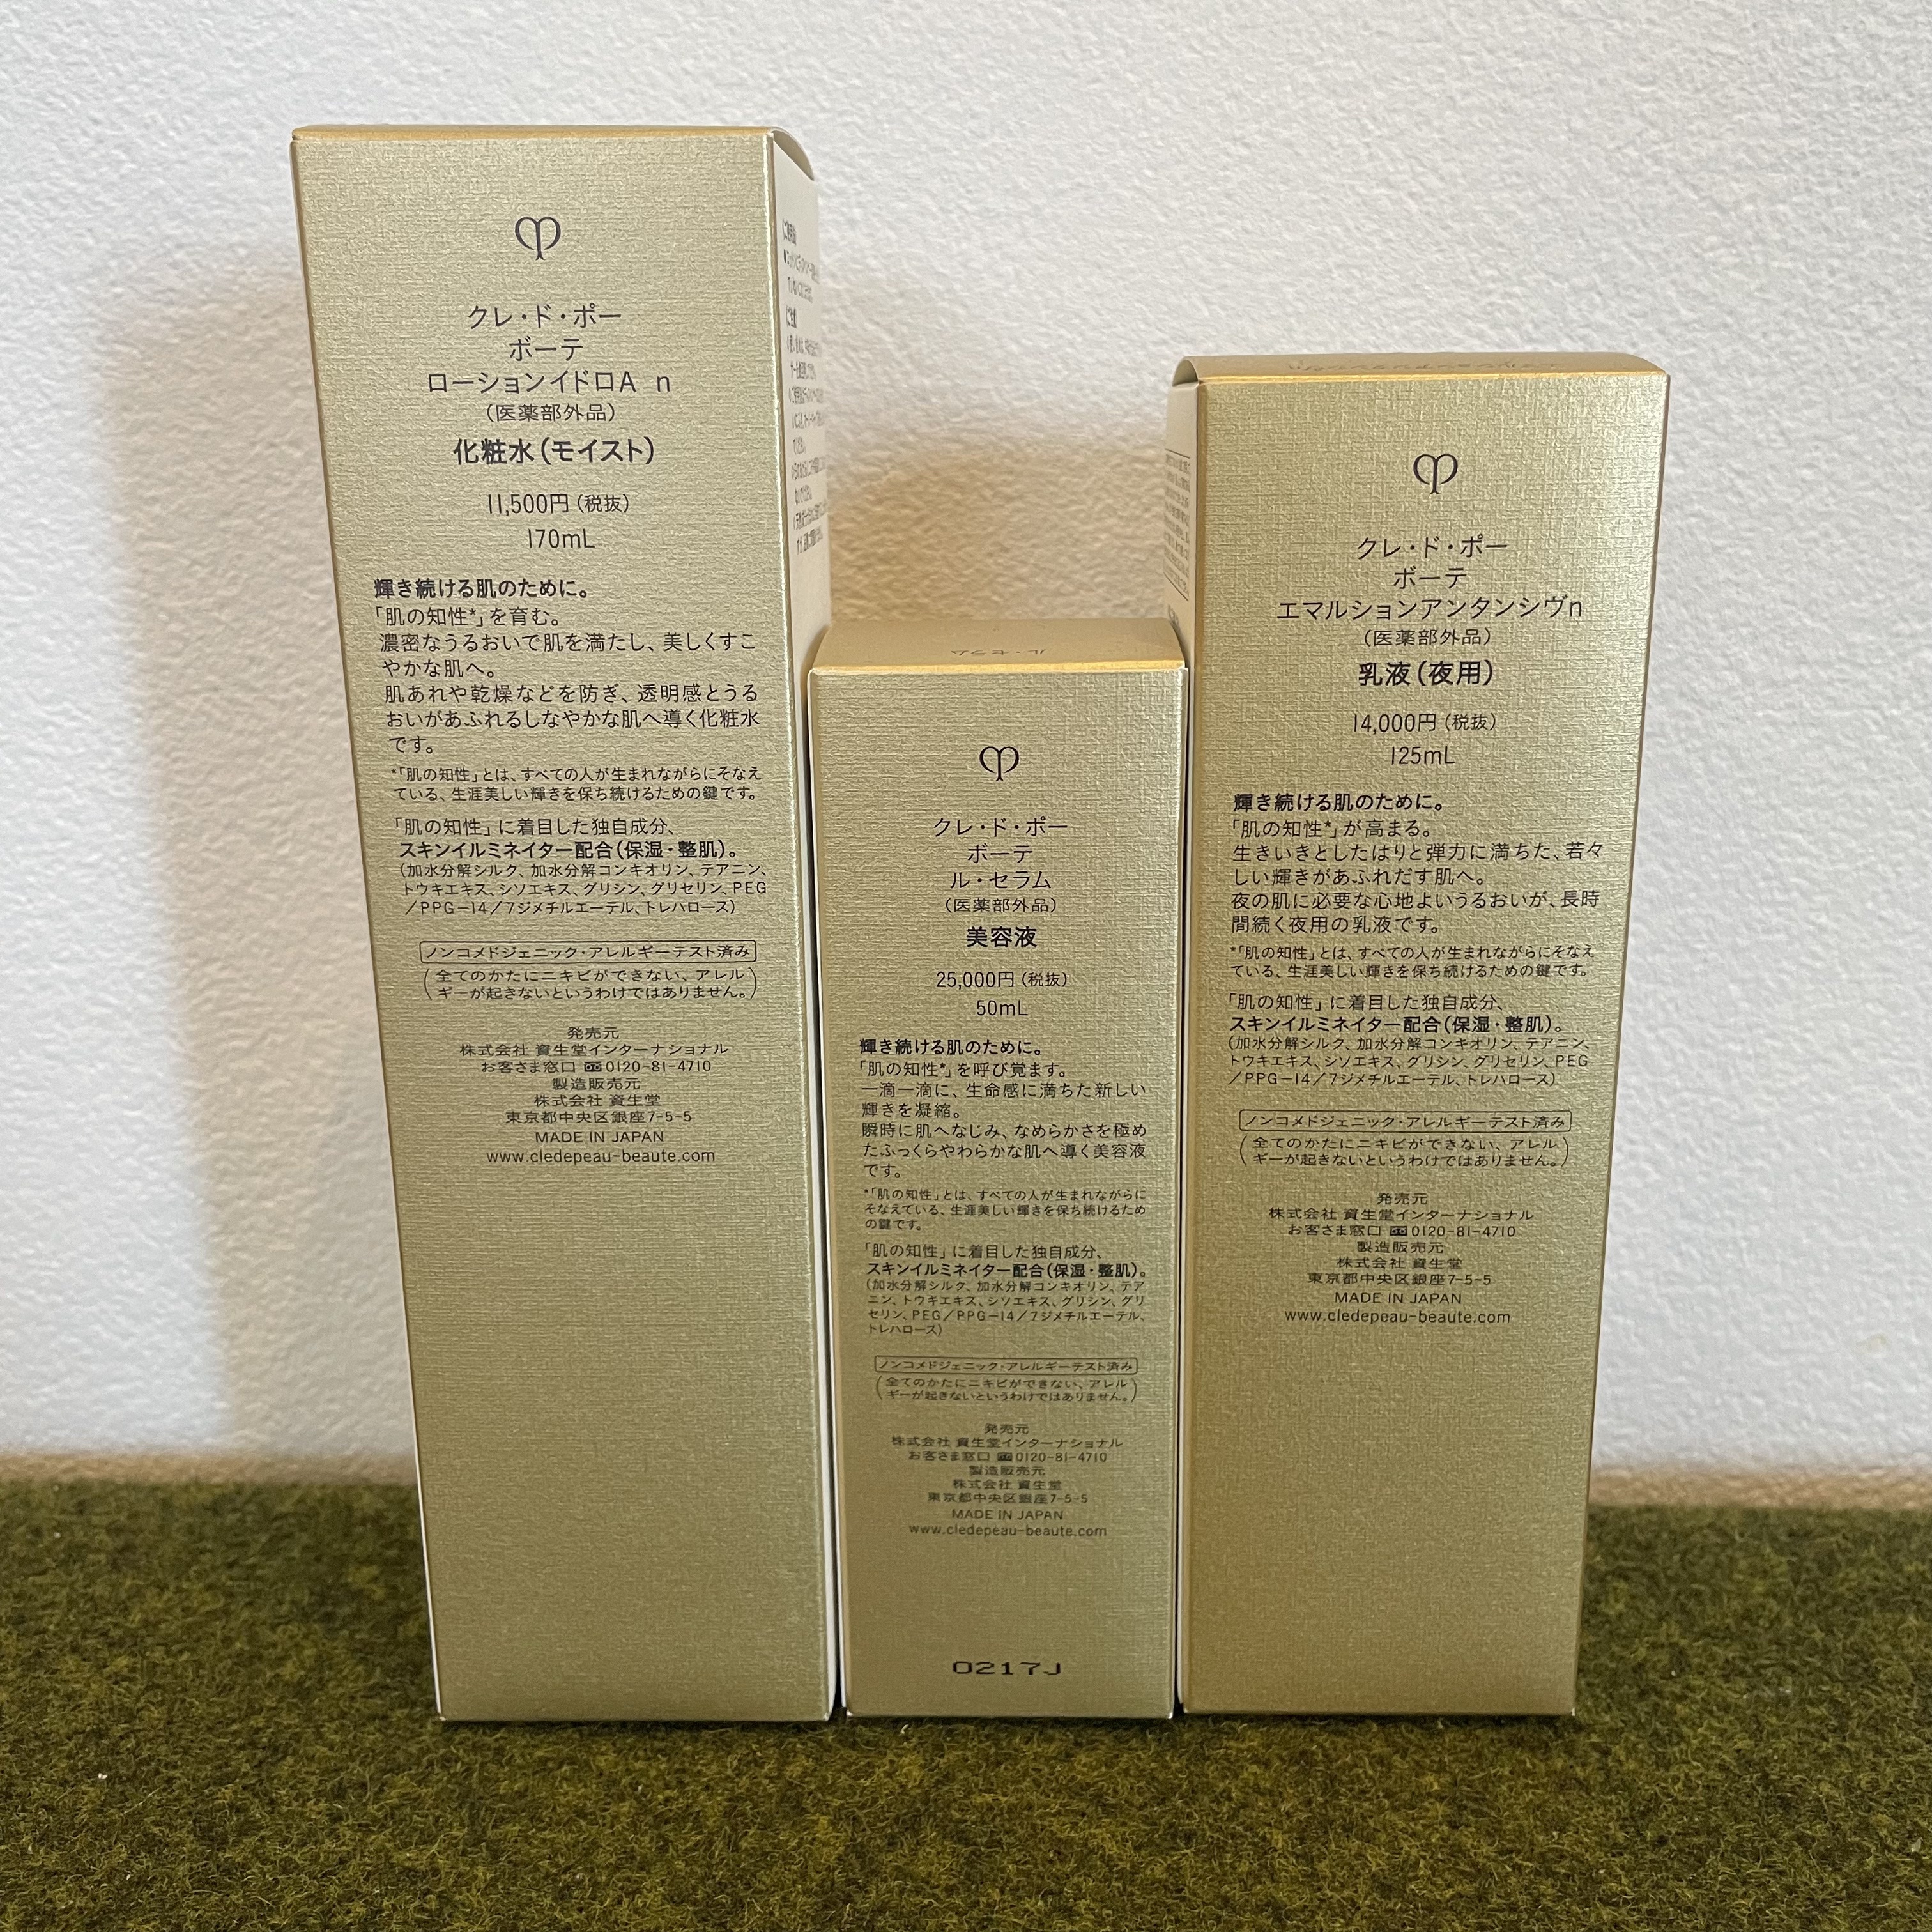 クレ・ド・ポー
ボーテ
ローションイドロA n
(医薬部外品)
化粧水(モイスト)
11,500円(税抜)
170mL
輝き続ける肌のために。
「肌の知性*」を育む。
濃密なうるおいで肌を満たし、美しくすこ
やかな肌へ。
肌あれや乾燥などを防ぎ、透明感とうる
おいがあふれるしなやかな肌へ導く化粧水
です。
*「肌の知性」とは、すべての人が生まれながらにそなえ
ている、生涯美しい輝きを保ち続けるための鍵です。
「肌の知性」に着目した独自成分、
スキンイルミネイター配合(保湿・整肌)。
(加水分解シルク、加水分解コンキオリン、テアニン、
トウキエキス、シソエキス、グリシン、グリセリン、PEG
/PPG-14/7ジメチルエーテル、トレハロース)
ノンコメドジェニック・アレルギーテスト済み
(全てのかたにニキビができない、アレル
ギーが起きないというわけではありません。)
発売元
株式会社 資生堂インターナショナル
お客さま窓口 0120-81-4710
製造販売元
株式会社 資生堂
東京都中央区銀座7-5-5
MADE IN JAPAN
www.cledepeau-beaute.com
ル・セラム
クレ・ド・ポー
ボーテ
ル・セラム
(医薬部外品)
美容液
25,000円(税抜)
50mL
輝き続ける肌のために。
「肌の知性*」を呼び覚ます。
一滴一滴に、生命感に満ちた新しい
輝きを凝縮。
瞬時に肌へなじみ、なめらかさを極め
たふっくらやわらかな肌へ導く美容液
です。
*「肌の知性」とは、すべての人が生まれながらに
そなえている、生涯美しい輝きを保ち続けるため
の鍵です。
「肌の知性」に着目した独自成分、
スキンイルミネイター配合(保湿・整肌)。
(加水分解シルク、加水分解コンキオリン、テア
ニン、トウキエキス、シソエキス、グリシン、グリ
セリン、PEG/PPG-14/7ジメチルエーテル、
トレハロース)
ノンコメドジェニック・アレルギーテスト済み
(全てのかたにニキビができない、アレル
ギーが起きないというわけではありません。)
発売元
株式会社 資生堂インターナショナル
お客さま窓口 0120-81-4710
製造販売元
株式会社 資生堂
東京都中央区銀座7-5-5
MADE IN JAPAN
www.cledepeau-beaute.com
0217J
クレ・ド・ポー
ボーテ
エマルションアンタンシヴn
(医薬部外品)
乳液(夜用)
14,000円(税抜)
125mL
輝き続ける肌のために。
「肌の知性*」が高まる。
生きいきとしたはりと弾力に満ちた、若々
しい輝きがあふれだす肌へ。
夜の肌に必要な心地よいうるおいが、長時
間続く夜用の乳液です。
*「肌の知性」とは、すべての人が生まれながらにそなえ
ている、生涯美しい輝きを保ち続けるための鍵です。
「肌の知性」に着目した独自成分、
スキンイルミネイター配合(保湿・整肌)。
(加水分解シルク、加水分解コンキオリン、テアニン、
トウキエキス、シソエキス、グリシン、グリセリン、PEG
/PPG-14/7ジメチルエーテル、トレハロース)
ノンコメドジェニック・アレルギーテスト済み
(全てのかたにニキビができない、アレル
ギーが起きないというわけではありません。)
発売元
株式会社 資生堂インターナショナル
お客さま窓口 0120-81-4710
製造販売元
株式会社 資生堂
東京都中央区銀座7-5-5
MADE IN JAPAN
www.cledepeau-beaute.com